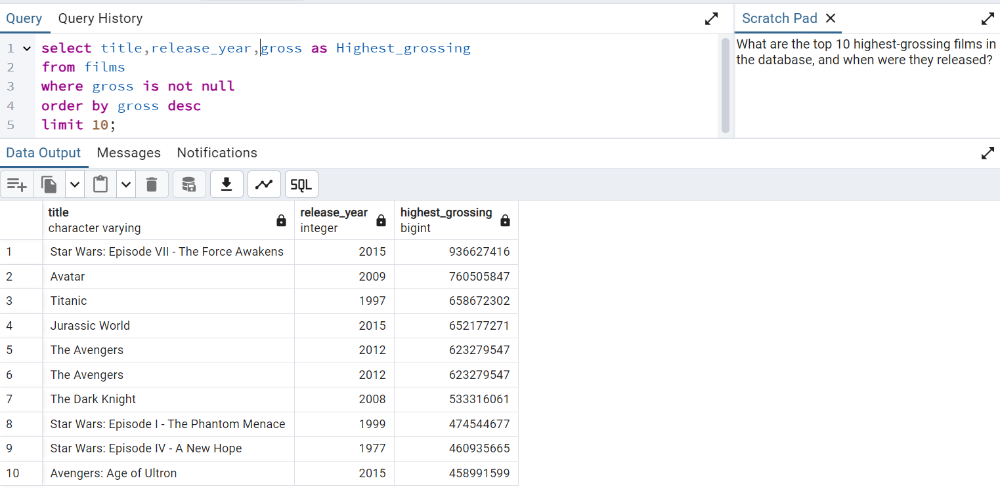 Query Query History
Scratch Pad
1 select title,release_year,gross as Highest_grossing
2 from films
3 where gross is not null
4 order by gross desc
5 limit 10;
What are the top 10 highest-grossing films in
the database, and when were they released?
Data Output Messages Notifications
SQL
title release_year highest_grossing
character varying integer bigint
1 Star Wars: Episode VII - The Force Awakens 2015 936627416
2 Avatar 2009 760505847
3 Titanic 1997 658672302
4 Jurassic World 2015 652177271
5 The Avengers 2012 623279547
6 The Avengers 2012 623279547
7 The Dark Knight 2008 533316061
8 Star Wars: Episode I - The Phantom Menace 1999 474544677
9 Star Wars: Episode IV - A New Hope 1977 460935665
10 Avengers: Age of Ultron 2015 458991599